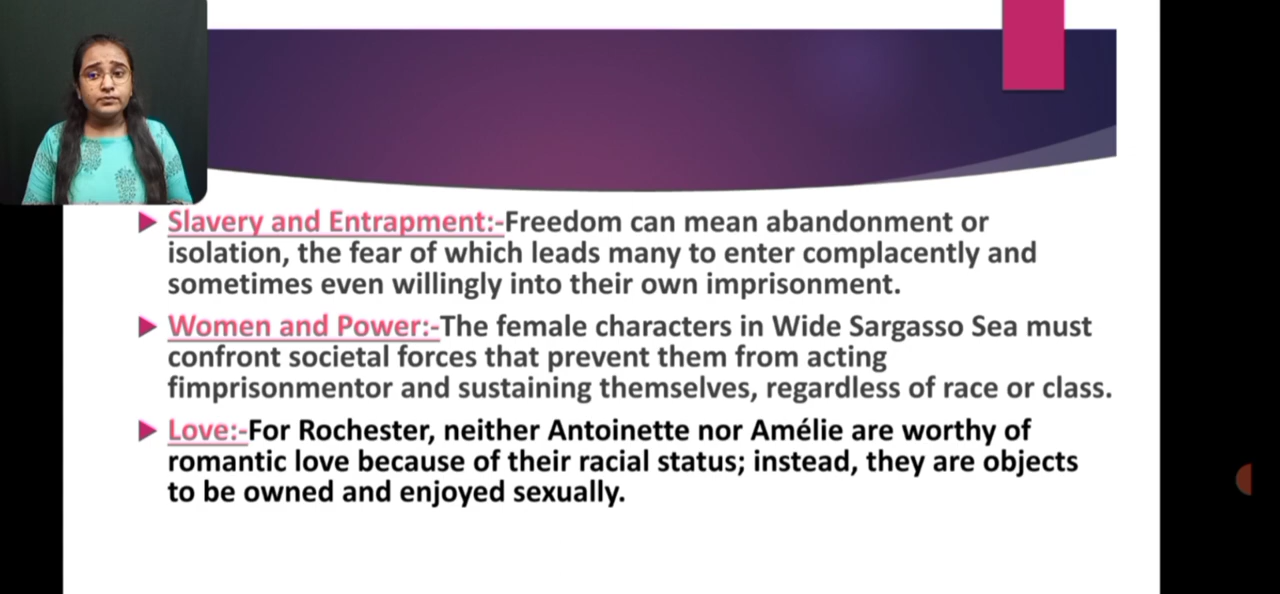 Slavery and Entrapment:-Freedom can mean abandonment or
isolation, the fear of which leads many to enter complacently and
sometimes even willingly into their own imprisonment.
Women and Power:-The female characters in Wide Sargasso Sea must
confront societal forces that prevent them from acting
fimprisonmentor and sustaining themselves, regardless of race or class.
Love:-For Rochester, neither Antoinette nor Amélie are worthy of
romantic love because of their racial status; instead, they are objects
to be owned and enjoyed sexually.